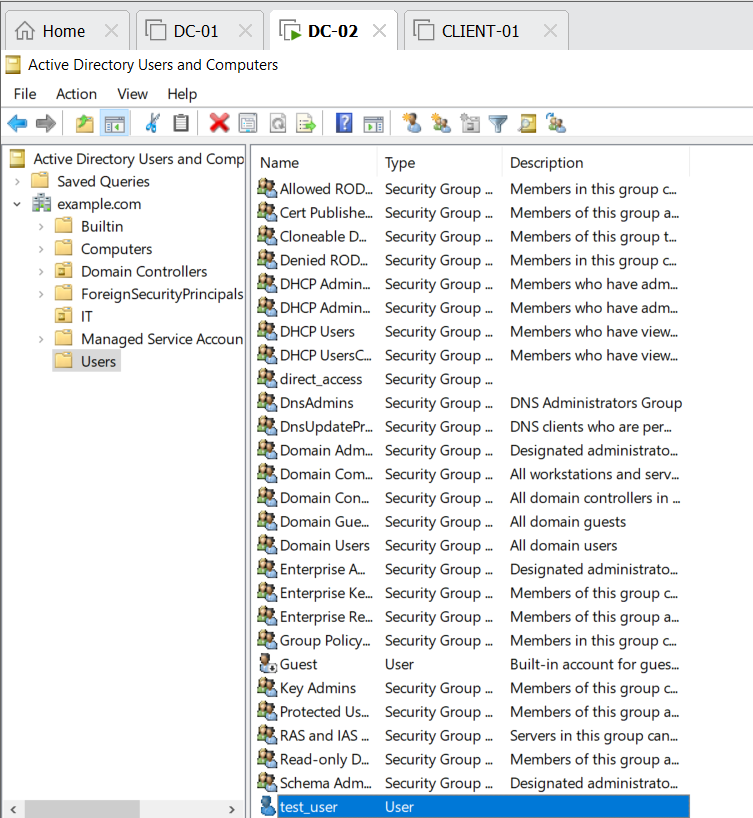 Home DC-01 DC-02 CLIENT-01
Active Directory Users and Computers
File Action View Help
Active Directory Users and Comp
Saved Queries
example.com
Builtin
Computers
Domain Controllers
ForeignSecurityPrincipals
IT
Managed Service Accoun
Users
Name Type Description
Allowed ROD... Security Group ... Members in this group c...
Cert Publishe... Security Group ... Members of this group a...
Cloneable D... Security Group ... Members of this group t...
Denied ROD... Security Group ... Members in this group c...
DHCP Admin... Security Group ... Members who have adm...
DHCP Admin... Security Group ... Members who have adm...
DHCP Users Security Group ... Members who have view...
DHCP UsersC... Security Group ... Members who have view...
direct_access Security Group ...
DnsAdmins Security Group ... DNS Administrators Group
DnsUpdatePr... Security Group ... DNS clients who are per...
Domain Adm... Security Group ... Designated administrato...
Domain Com... Security Group ... All workstations and serv...
Domain Con... Security Group ... All domain controllers in ...
Domain Gue... Security Group ... All domain guests
Domain Users Security Group ... All domain users
Enterprise A... Security Group ... Designated administrato...
Enterprise Ke... Security Group ... Members of this group c...
Enterprise Re... Security Group ... Members of this group a...
Group Policy... Security Group ... Members in this group c...
Guest User Built-in account for gues...
Key Admins Security Group ... Members of this group c...
Protected Us... Security Group ... Members of this group a...
RAS and IAS ... Security Group ... Servers in this group can...
Read-only D... Security Group ... Members of this group a...
Schema Adm... Security Group ... Designated administrato...
test_user User